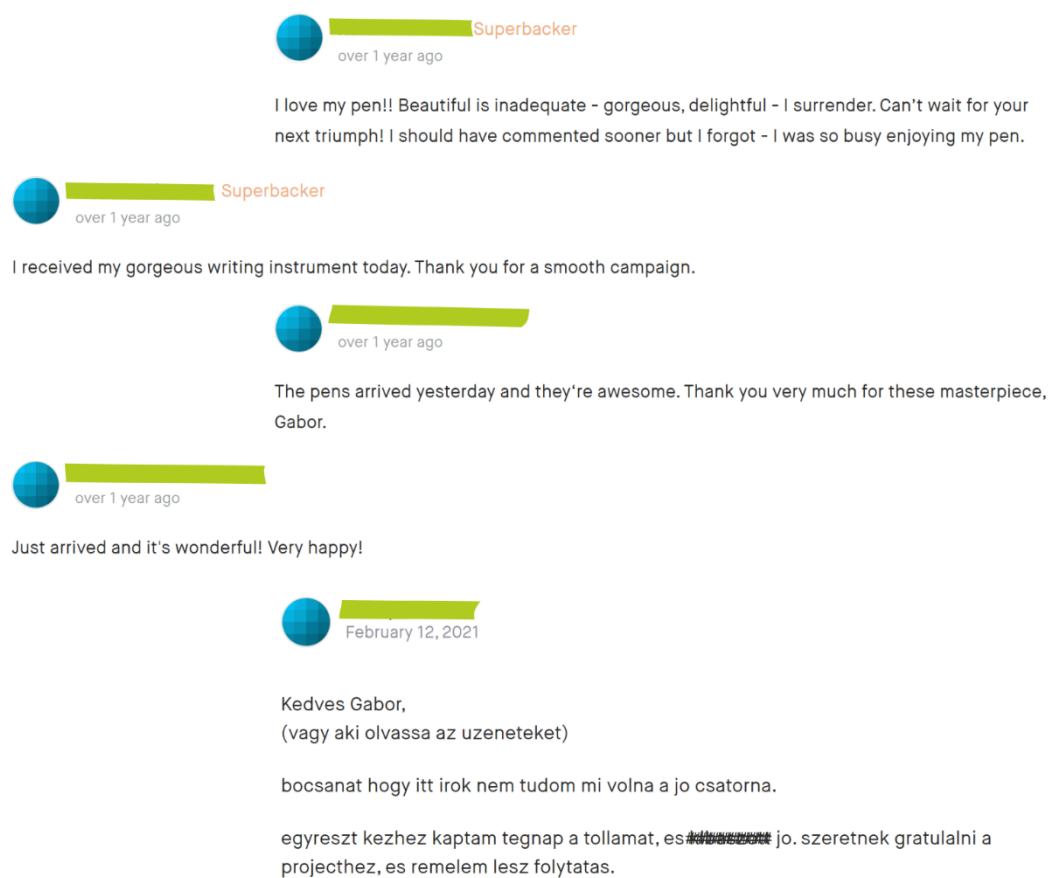 Superbacker
over 1 year ago
I love my pen!! Beautiful is inadequate - gorgeous, delightful - I surrender. Can't wait for your
next triumph! I should have commented sooner but I forgot - I was so busy enjoying my pen.
Superbacker
over 1 year ago
I received my gorgeous writing instrument today. Thank you for a smooth campaign.
over 1 year ago
The pens arrived yesterday and they're awesome. Thank you very much for these masterpiece,
Gabor.
over 1 year ago
Just arrived and it's wonderful! Very happy!
February 12, 2021
Kedves Gabor,
(vagy aki olvassa az uzeneteket)
bocsanat hogy itt irok nem tudom mi volna a jo csatorna.
egyreszt kezhez kaptam tegnap a tollamat, es jo. szeretnek gratulalni a
projecthez, es remelem lesz folytatas.